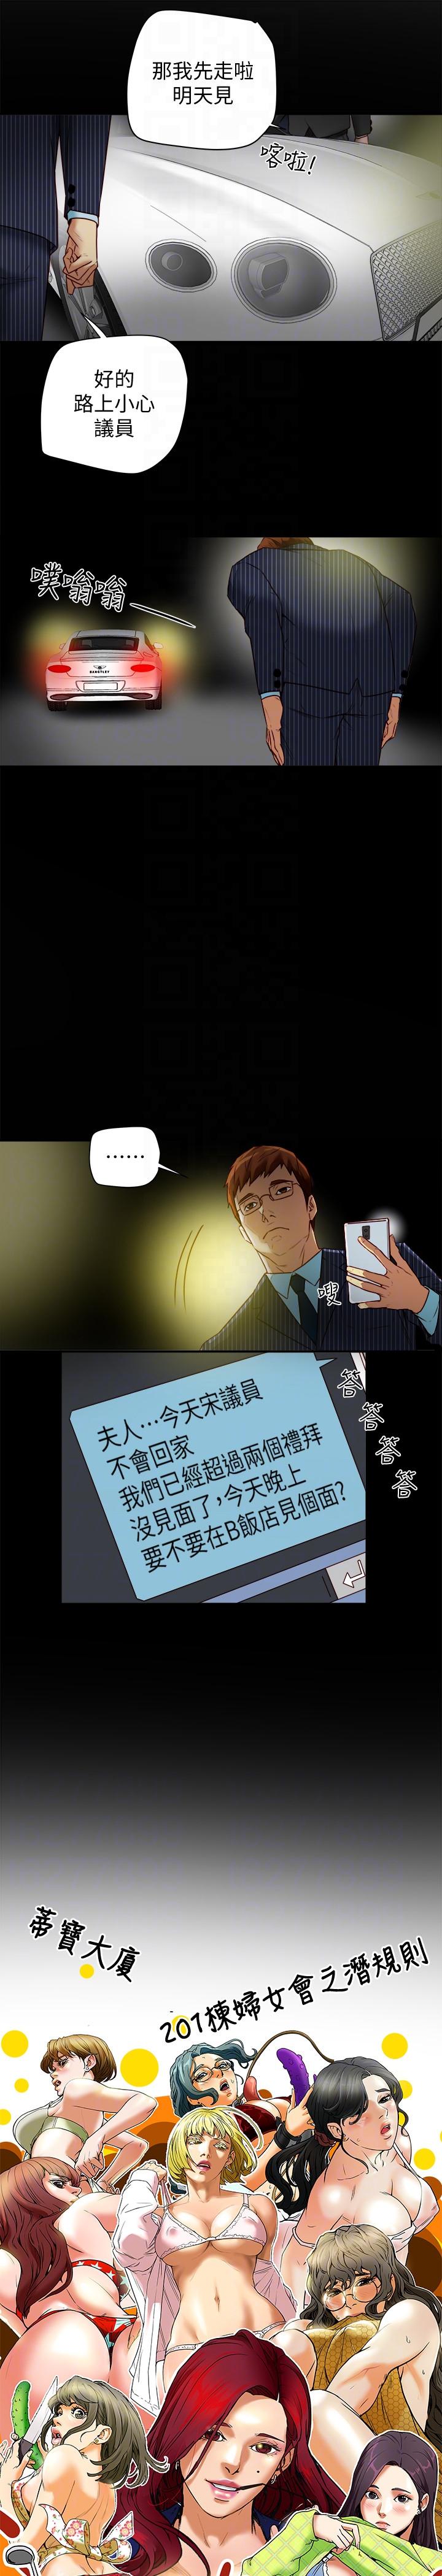 那我先走啦
明天見
喀啦!
好的
路上小心
議員
噗嗡嗡
BENTLEY
......
嗖
答答答答
夫人...今天宋議員
不會回家
我們已經超過兩個禮拜
沒見面了,今天晚上
要不要在B飯店見個面?
蒂寶大廈
201棟婦女會之潛規則